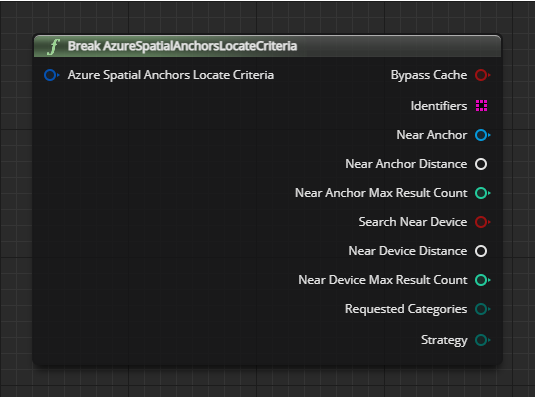 f Break AzureSpatialAnchorsLocateCriteria
Azure Spatial Anchors Locate Criteria
Bypass Cache
Identifiers
Near Anchor
Near Anchor Distance
Near Anchor Max Result Count
Search Near Device
Near Device Distance
Near Device Max Result Count
Requested Categories
Strategy